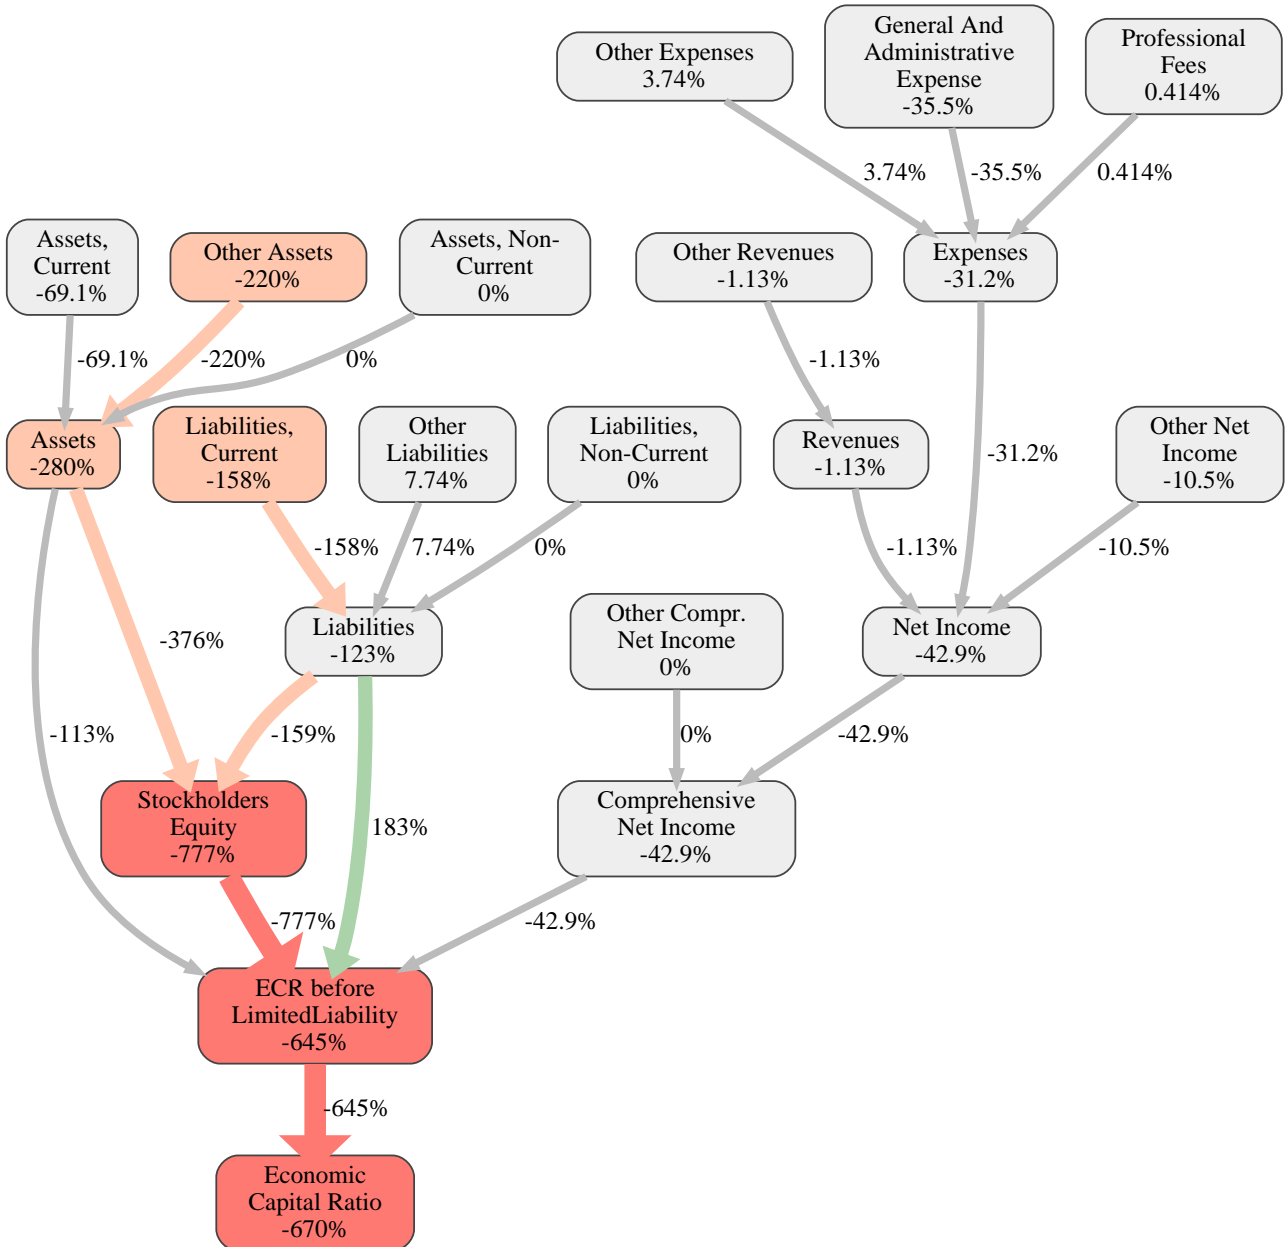 Other Expenses
3.74%
General And
Administrative
Expense
-35.5%
Professional
Fees
0.414%
3.74%
-35.5%
0.414%
Assets,
Current
-69.1%
Other Assets
-220%
Assets, Non-
Current
0%
Other Revenues
-1.13%
Expenses
-31.2%
-69.1%
-220%
0%
-1.13%
Assets
-280%
Liabilities,
Current
-158%
Other
Liabilities
7.74%
Liabilities,
Non-Current
0%
Revenues
-1.13%
-31.2%
Other Net
Income
-10.5%
-158%
7.74%
0%
-1.13%
-10.5%
-376%
Liabilities
-123%
Other Compr.
Net Income
0%
Net Income
-42.9%
-113%
-159%
0%
-42.9%
Stockholders
Equity
-777%
183%
Comprehensive
Net Income
-42.9%
-777%
-42.9%
ECR before
LimitedLiability
-645%
-645%
Economic
Capital Ratio
-670%